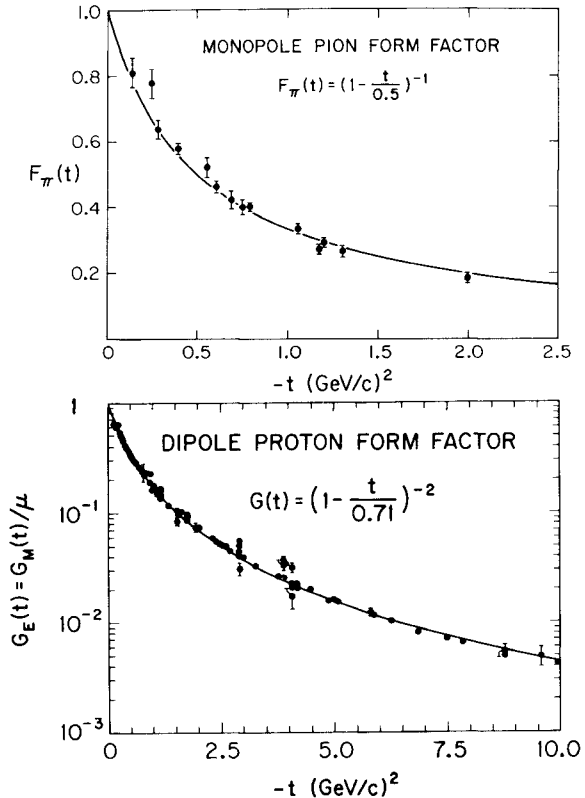 1.0
MONOPOLE PION FORM FACTOR
F_π(t) = (1 - t/0.5)^-1
0.8
0.6
F_π(t)
0.4
0.2
0 0.5 1.0 1.5 2.0 2.5
-t (GeV/c)²
1
DIPOLE PROTON FORM FACTOR
G(t) = (1 - t/0.71)^-2
10^-1
G_E(t) = G_M(t)/μ
10^-2
10^-3
0 2.5 5.0 7.5 10.0
-t (GeV/c)²